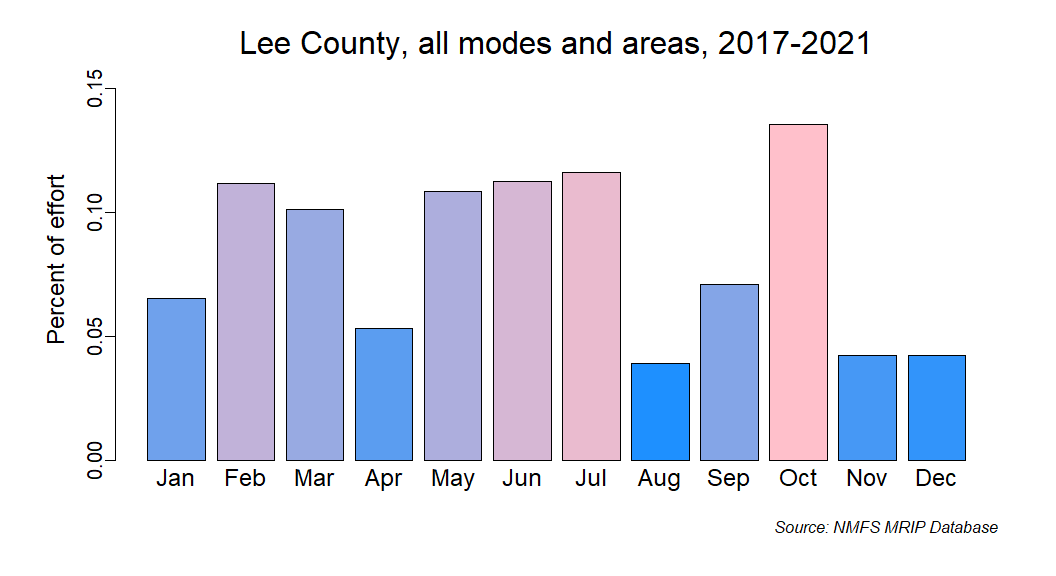 Lee County, all modes and areas, 2017-2021
Percent of effort
0.15
0.10
0.05
0.00
Jan Feb Mar Apr May Jun Jul Aug Sep Oct Nov Dec
Source: NMFS MRIP Database